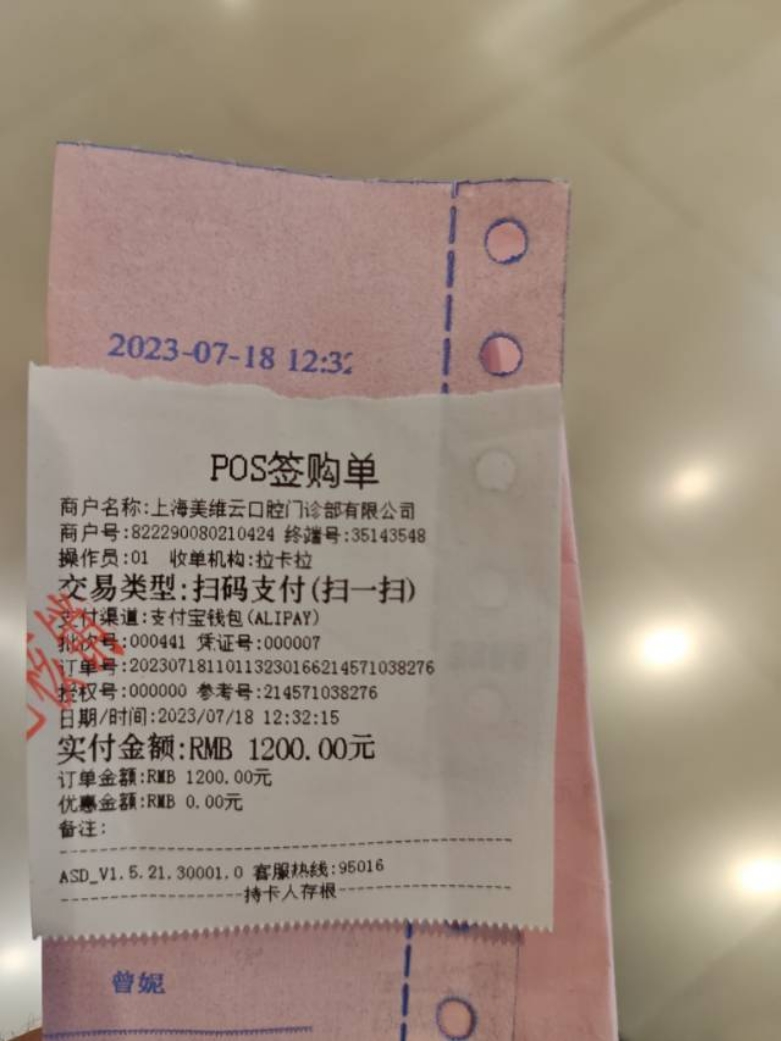 2023-07-18 12:32
POS签购单
商户名称:上海美维云口腔门诊部有限公司
商户号:822290080210424 终端号:35143548
操作员:01 收单机构:拉卡拉
交易类型:扫码支付(扫一扫)
支付渠道:支付宝钱包(ALIPAY)
批次号:000441 凭证号:000007
订单号:20230718110113230166214571038276
授权号:000000 参考号:214571038276
日期/时间:2023/07/18 12:32:15
实付金额:RMB 1200.00元
订单金额:RMB 1200.00元
优惠金额:RMB 0.00元
备注:
ASD_V1.5.21.30001.0 客服热线:95016
持卡人存根
曾妮